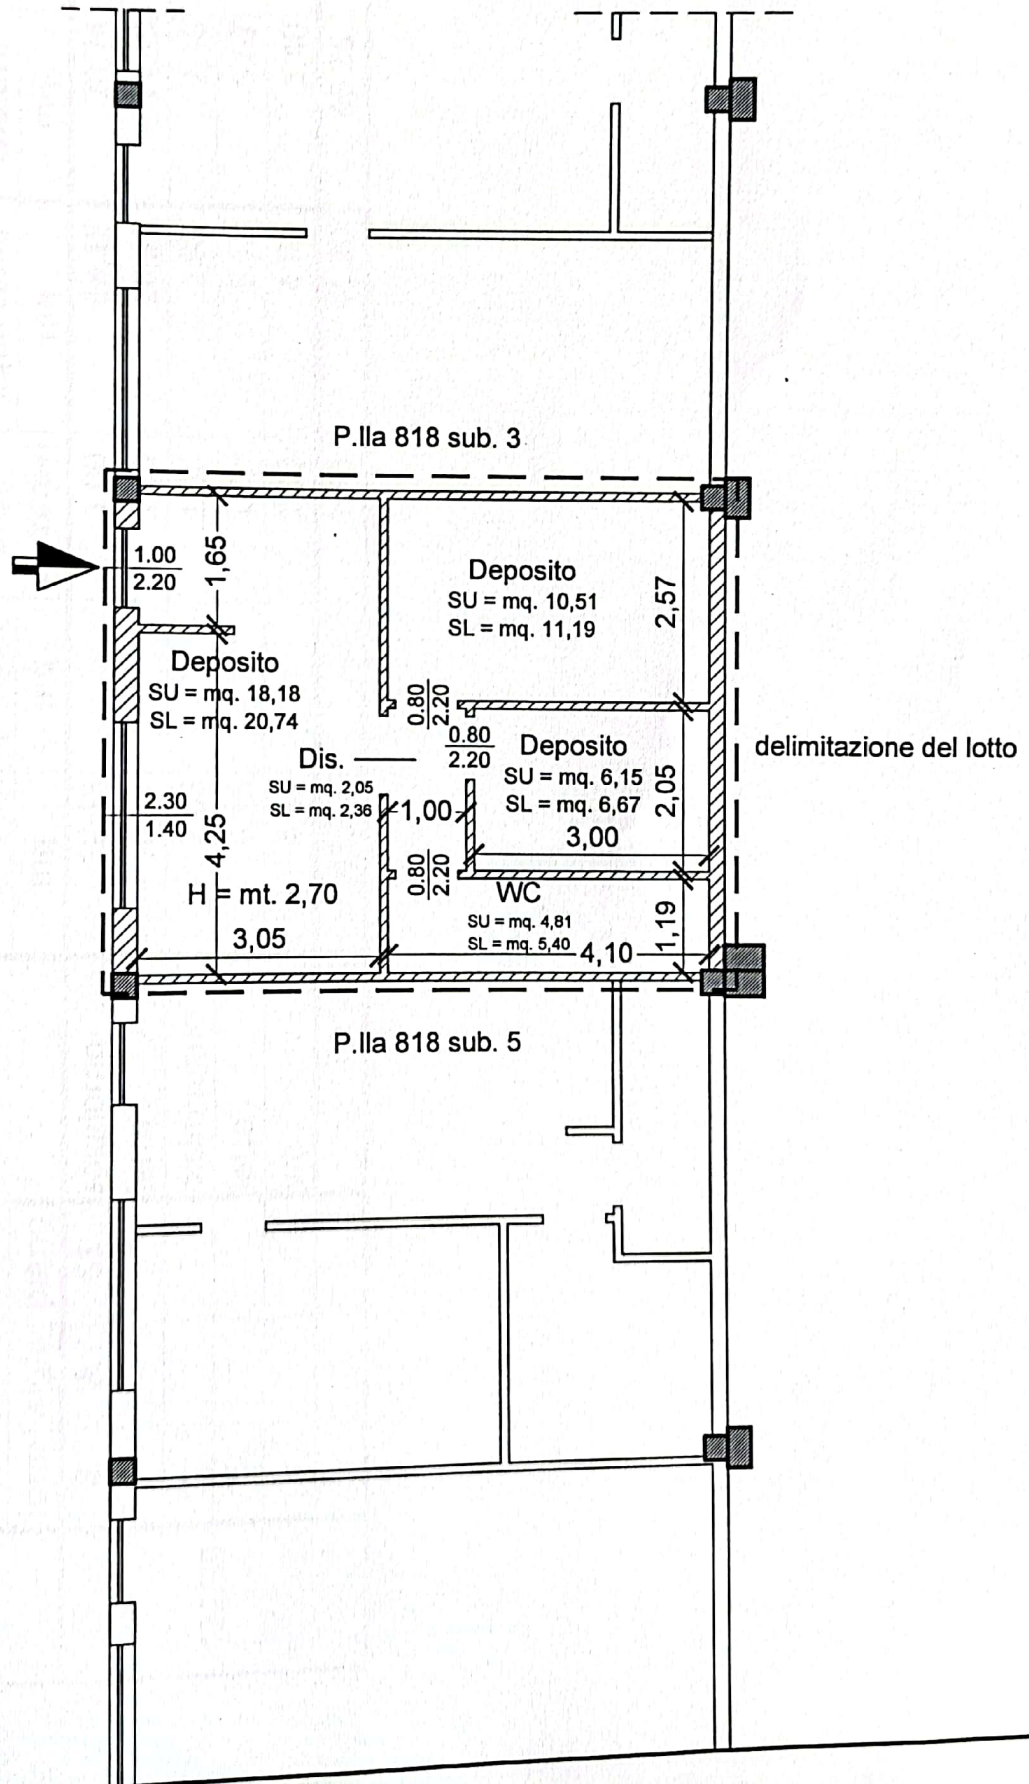 P.lla 818 sub. 3
1.00
2.20
1,65
Deposito
SU = mq. 10,51
SL = mq. 11,19
2,57
Deposito
SU = mq. 18,18
SL = mq. 20,74
0.80
2.20
0.80
2.20
Dis.
SU = mq. 2,05
SL = mq. 2,36
Deposito
SU = mq. 6,15
SL = mq. 6,67
2,05
3,00
delimitazione del lotto
2.30
1.40
4,25
1,00
0.80
2.20
H = mt. 2,70
WC
SU = mq. 4,81
SL = mq. 5,40
1,19
3,05
4,10
P.lla 818 sub. 5